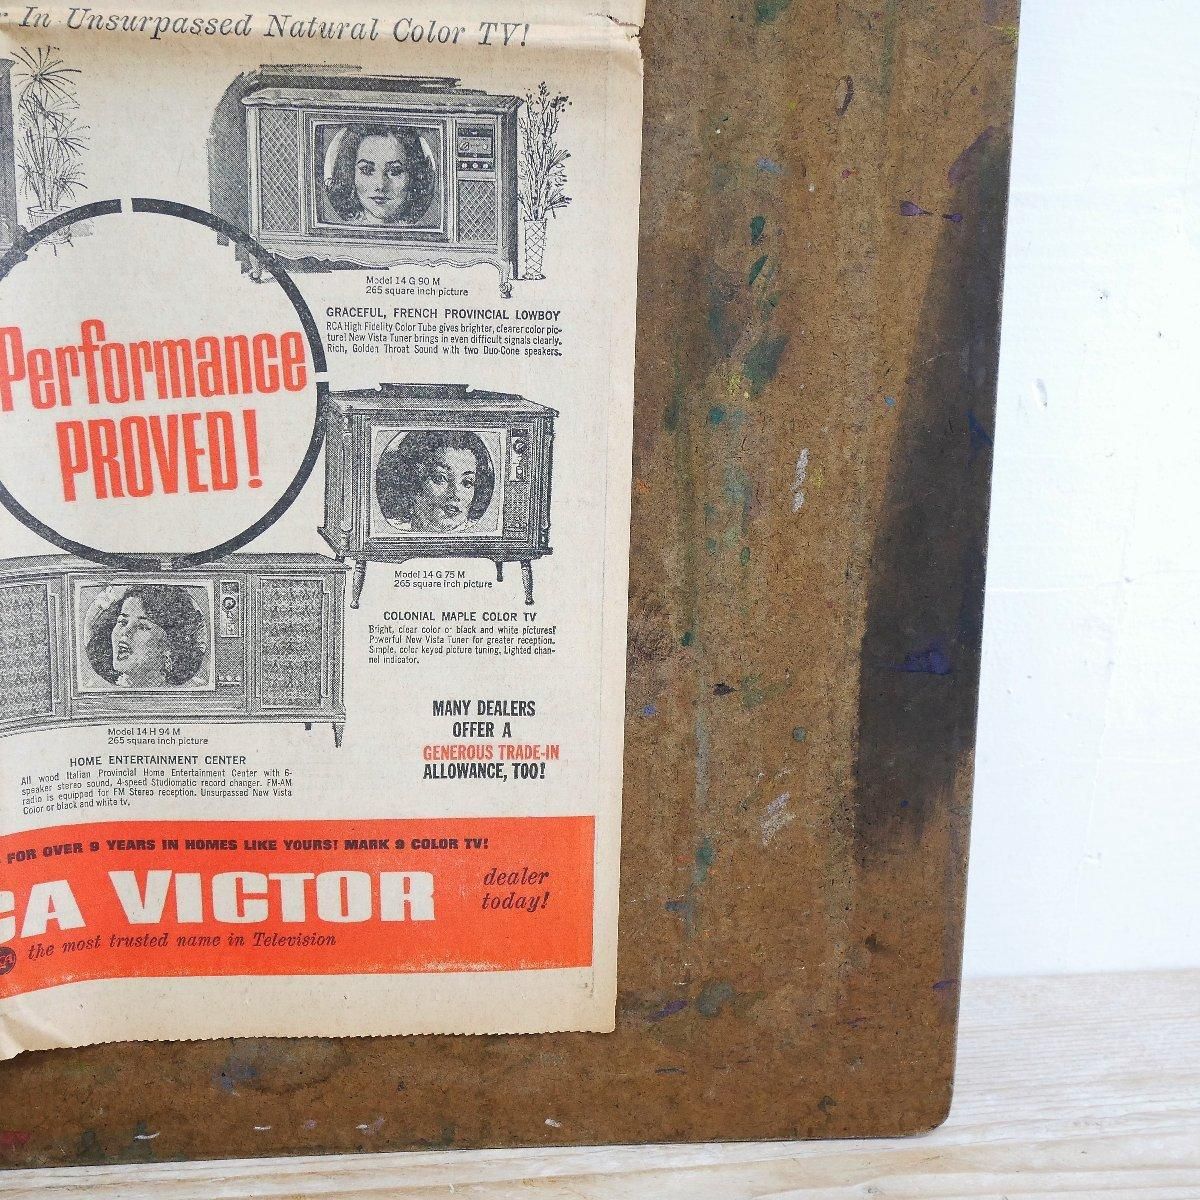 In Unsurpassed Natural Color TV!
Model 14 G 90 M
265 square inch picture
GRACEFUL, FRENCH PROVINCIAL LOWBOY
RCA High Fidelity Color Tube gives brighter, clearer color pic-
ture! New Vista Tuner brings in even difficult signals clearly.
Rich, Golden Throat Sound with two Duo-Cone speakers.
Performance
PROVED!
Model 14 G 75 M
265 square inch picture
COLONIAL MAPLE COLOR TV
Bright, clear color or black and white pictures!
Powerful New Vista Tuner for greater reception.
Simple, color keyed picture tuning. Lighted chan-
nel indicator.
Model 14 H 94 M
265 square inch picture
HOME ENTERTAINMENT CENTER
All wood Italian Provincial Home Entertainment Center with 6-
speaker stereo sound, 4-speed Studiomatic record changer. FM-AM
radio is equipped for FM Stereo reception. Unsurpassed New Vista
Color or black and white tv.
MANY DEALERS
OFFER A
GENEROUS TRADE-IN
ALLOWANCE, TOO!
FOR OVER 9 YEARS IN HOMES LIKE YOURS! MARK 9 COLOR TV!
CA VICTOR
dealer
today!
the most trusted name in Television